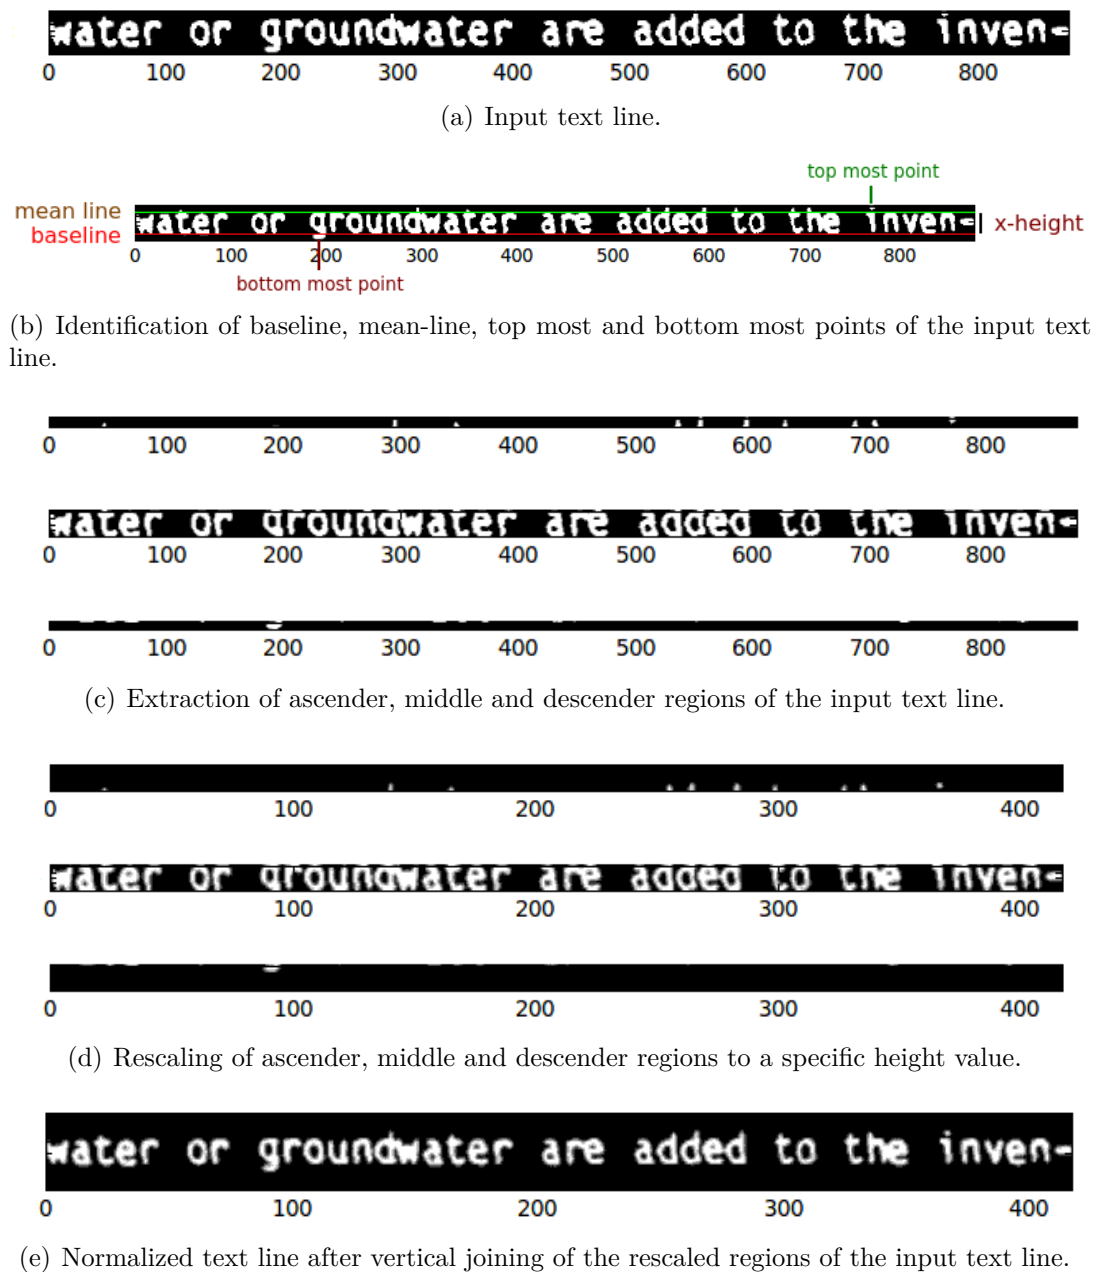 water or groundwater are added to the inven-
0 100 200 300 400 500 600 700 800
(a) Input text line.
top most point
mean line
water or groundwater are added to the inven-
x-height
baseline
0 100 200 300 400 500 600 700 800
bottom most point
(b) Identification of baseline, mean-line, top most and bottom most points of the input text
line.
0 100 200 300 400 500 600 700 800
water or groundwater are added to the inven-
0 100 200 300 400 500 600 700 800
0 100 200 300 400 500 600 700 800
(c) Extraction of ascender, middle and descender regions of the input text line.
0 100 200 300 400
water or groundwater are added to the inven-
0 100 200 300 400
0 100 200 300 400
(d) Rescaling of ascender, middle and descender regions to a specific height value.
water or groundwater are added to the inven-
0 100 200 300 400
(e) Normalized text line after vertical joining of the rescaled regions of the input text line.